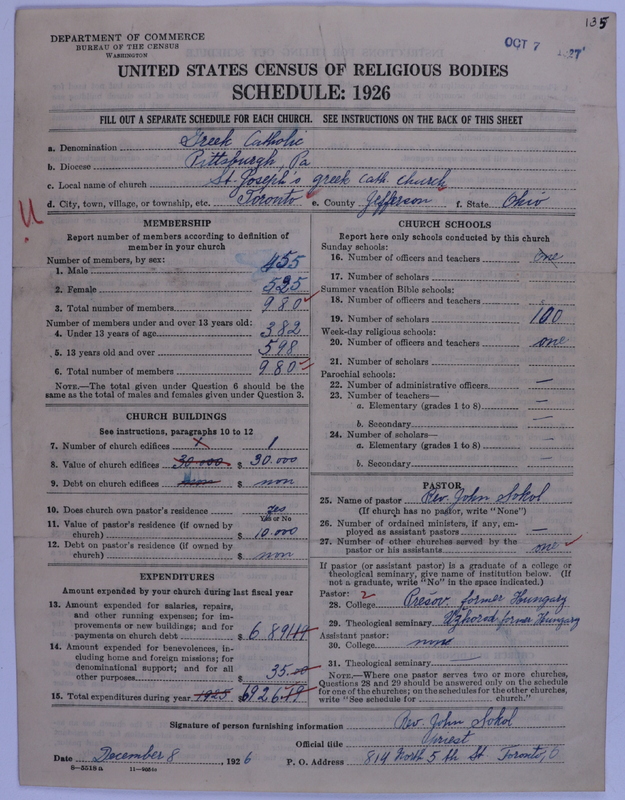 135
DEPARTMENT OF COMMERCE
BUREAU OF THE CENSUS
WASHINGTON
OCT 7 1927
UNITED STATES CENSUS OF RELIGIOUS BODIES
SCHEDULE: 1926
FILL OUT A SEPARATE SCHEDULE FOR EACH CHURCH. SEE INSTRUCTIONS ON THE BACK OF THIS SHEET
a. Denomination Greek Catholic
b. Diocese Pittsburgh, Pa
c. Local name of church St. Joseph's greek cath. church
d. City, town, village, or township, etc. Toronto e. County Jefferson f. State Ohio
MEMBERSHIP
Report number of members according to definition of
member in your church
Number of members, by sex:
1. Male 455
2. Female 525
3. Total number of members 980
Number of members under and over 13 years old:
4. Under 13 years of age 382
5. 13 years old and over 598
6. Total number of members 980
NOTE.—The total given under Question 6 should be the
same as the total of males and females given under Question 3.
CHURCH BUILDINGS
See instructions, paragraphs 10 to 12
7. Number of church edifices x 1
8. Value of church edifices 30.000 $ 30.000
9. Debt on church edifices $ non
10. Does church own pastor's residence? Yes
Yes or No
11. Value of pastor's residence (if owned by
church) $ 10.000
12. Debt on pastor's residence (if owned by
church) $ non
EXPENDITURES
Amount expended by your church during last fiscal year
13. Amount expended for salaries, repairs,
and other running expenses; for im-
provements or new buildings; and for
payments on church debt $ 6.891
14. Amount expended for benevolences, in-
cluding home and foreign missions; for
denominational support; and for all
other purposes $ 35.00
15. Total expenditures during year 1925 $ 6926.19
CHURCH SCHOOLS
Report here only schools conducted by this church
Sunday schools:
16. Number of officers and teachers one
17. Number of scholars
Summer vacation Bible schools:
18. Number of officers and teachers
19. Number of scholars 100
Week-day religious schools:
20. Number of officers and teachers one
21. Number of scholars
Parochial schools:
22. Number of administrative officers —
23. Number of teachers—
a. Elementary (grades 1 to 8) —
b. Secondary —
24. Number of scholars—
a. Elementary (grades 1 to 8) —
b. Secondary —
PASTOR
25. Name of pastor Rev. John Sokol
(If church has no pastor, write "None")
26. Number of ordained ministers, if any, em-
ployed as assistant pastors —
27. Number of other churches served by the
pastor or his assistants one
If pastor (or assistant pastor) is a graduate of a college or
theological seminary, give name of institution below. (If
not a graduate, write "No" in the space indicated.)
Pastor: 2
28. College Presov, former Hungary
29. Theological seminary Uzhorod former Hungary
Assistant pastor:
30. College none
31. Theological seminary —
NOTE.—Where one pastor serves two or more churches,
Questions 28 and 29 should be answered only on the schedule
for one of the churches; on the schedules for the other churches,
write "See schedule for church."
Signature of person furnishing information Rev. John Sokol
Official title priest
Date December 8, 1926 P. O. Address 819 North 5th St Toronto, O
8—5518 a